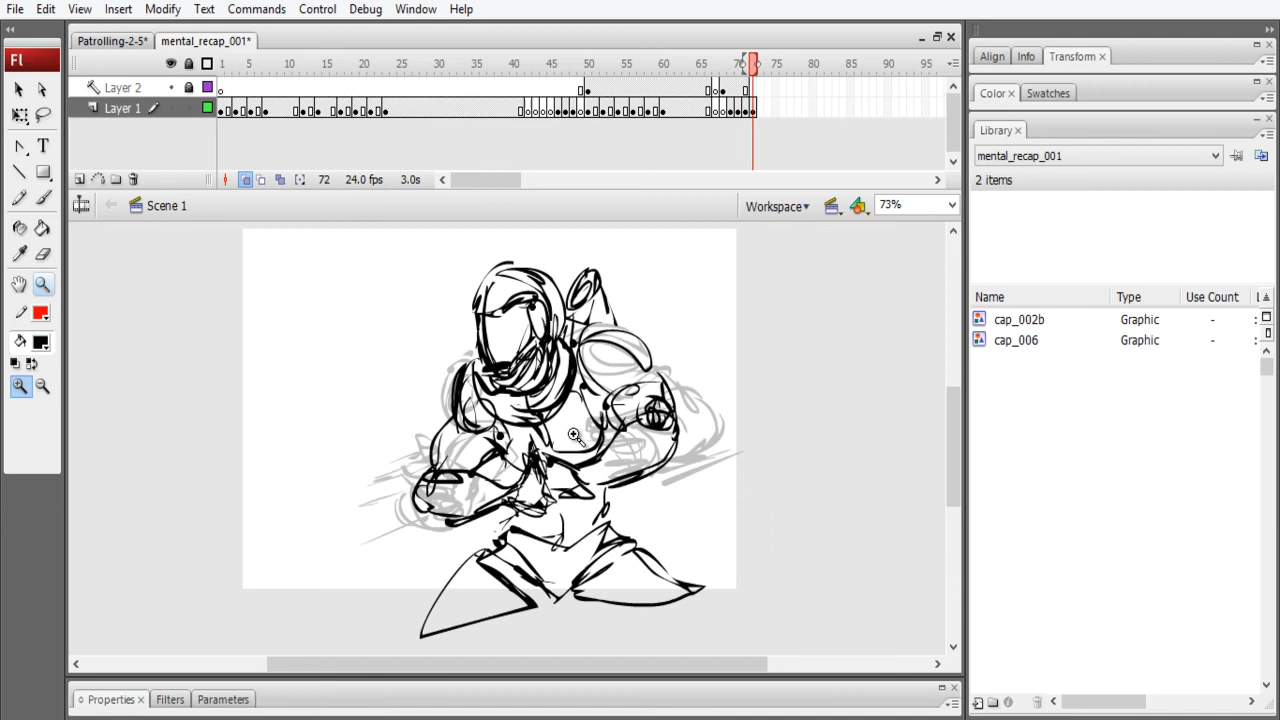 File Edit View Insert Modify Text Commands Control Debug Window Help
Fl
Patrolling-2-5* mental_recap_001*
1 5 10 15 20 25 30 35 40 45 50 55 60 65 70 75 80 85 90 95
Layer 2
Layer 1
72 24.0 fps 3.0s
Scene 1 Workspace 73%
Align Info Transform
Color Swatches
Library
mental_recap_001
2 items
Name Type Use Count
cap_002b Graphic -
cap_006 Graphic -
Properties Filters Parameters